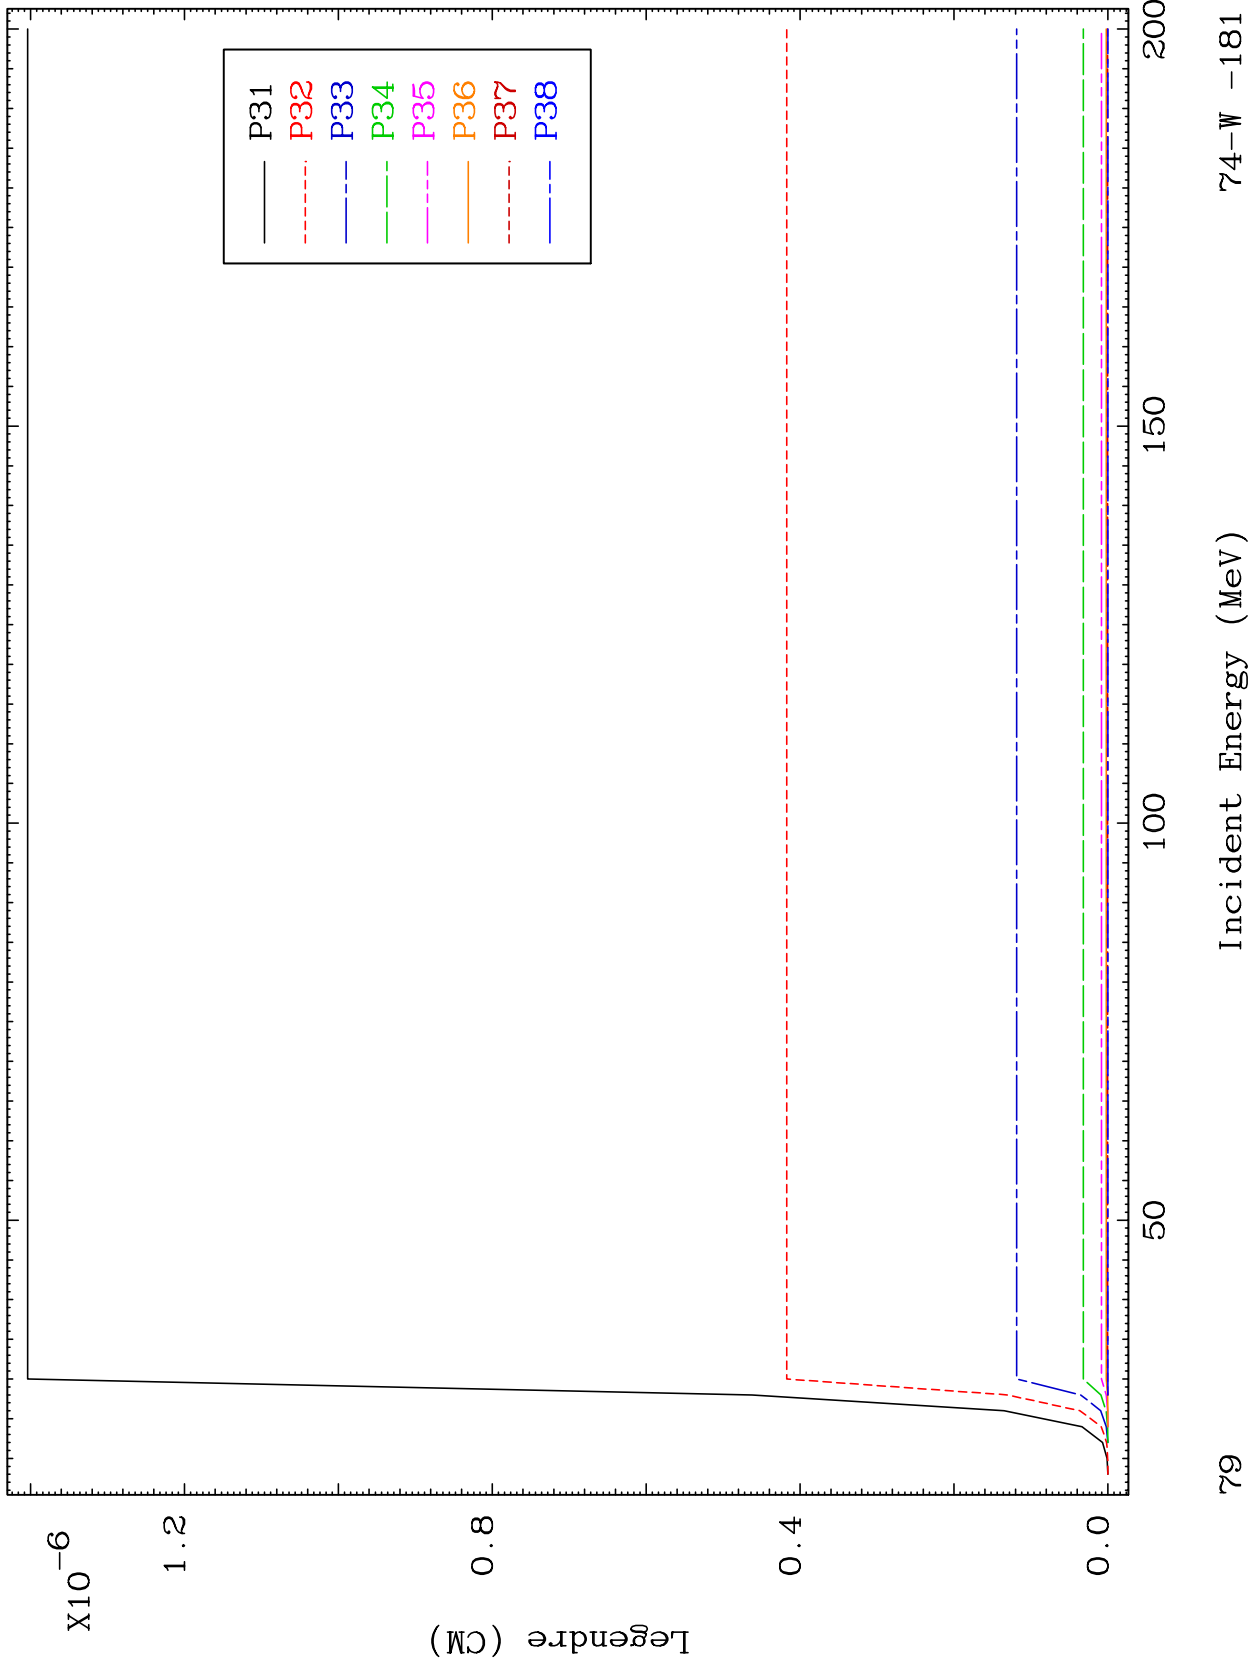 X10-6
1.2
0.8
0.4
0.0
Legendre (CM)
P31
P32
P33
P34
P35
P36
P37
P38
50
100
150
200
79
Incident Energy (MeV)
74-W -181